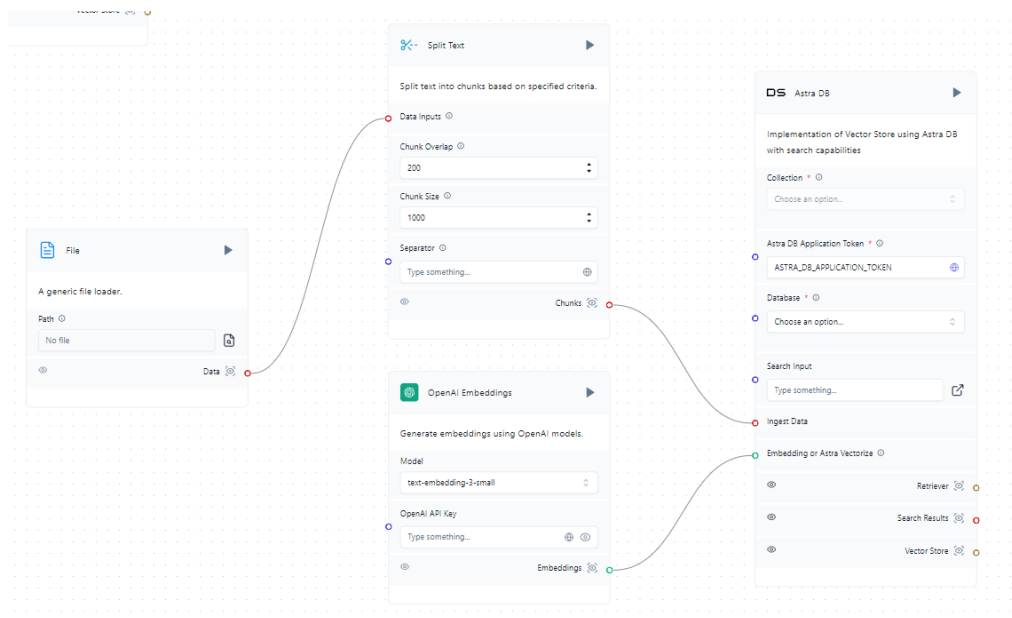 Vector Store
Split Text
Split text into chunks based on specified criteria.
Data Inputs
Chunk Overlap
200
Chunk Size
1000
Separator
Type something...
Chunks
File
A generic file loader.
Path
No file
Data
OpenAI Embeddings
Generate embeddings using OpenAI models.
Model
text-embedding-3-small
OpenAI API Key
Type something...
Embeddings
DS Astra DB
Implementation of Vector Store using Astra DB
with search capabilities
Collection *
Choose an option...
Astra DB Application Token *
ASTRA_DB_APPLICATION_TOKEN
Database *
Choose an option...
Search Input
Type something...
Ingest Data
Embedding or Astra Vectorize
Retriever
Search Results
Vector Store